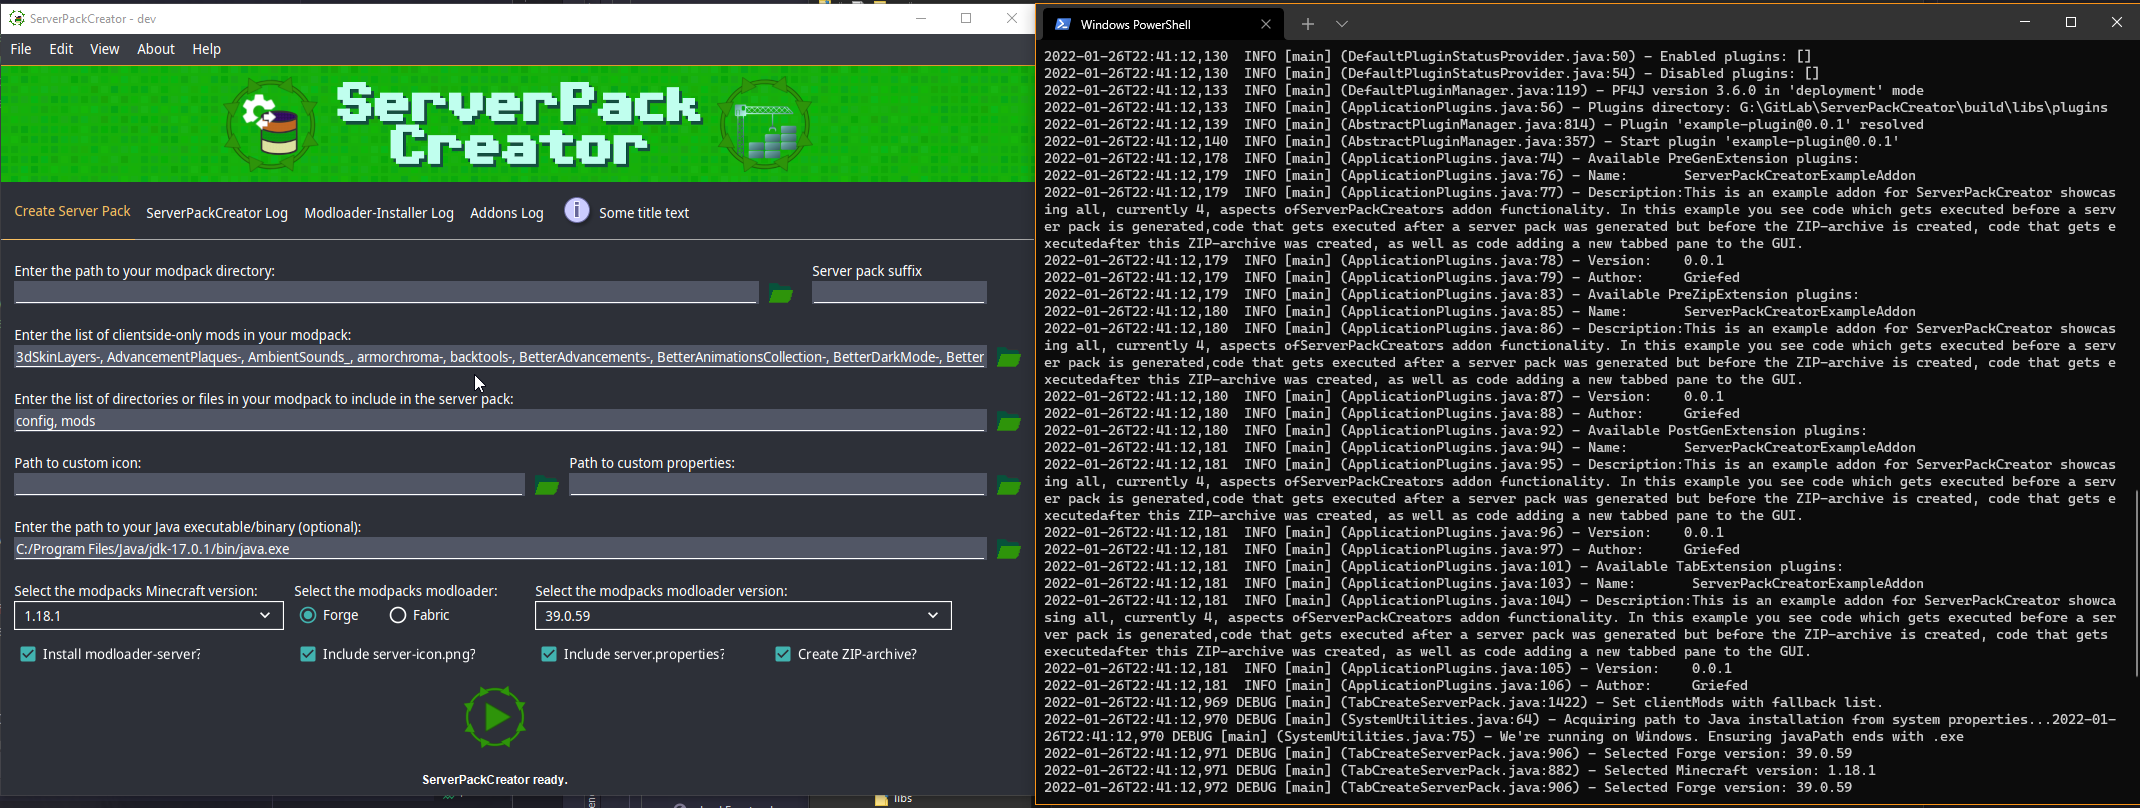 ServerPackCreator - dev
File Edit View About Help
ServerPack
Creator
Create Server Pack ServerPackCreator Log Modloader-Installer Log Addons Log Some title text
Enter the path to your modpack directory: Server pack suffix
Enter the list of clientside-only mods in your modpack:
3dSkinLayers-, AdvancementPlaques-, AmbientSounds_, armorchroma-, backtools-, BetterAdvancements-, BetterAnimationsCollection-, BetterDarkMode-, Better
Enter the list of directories or files in your modpack to include in the server pack:
config, mods
Path to custom icon: Path to custom properties:
Enter the path to your Java executable/binary (optional):
C:/Program Files/Java/jdk-17.0.1/bin/java.exe
Select the modpacks Minecraft version: Select the modpacks modloader: Select the modpacks modloader version:
1.18.1 Forge Fabric 39.0.59
Install modloader-server? Include server-icon.png? Include server.properties? Create ZIP-archive?
ServerPackCreator ready.
libs
Windows PowerShell
2022-01-26T22:41:12,130  INFO [main] (DefaultPluginStatusProvider.java:50) - Enabled plugins: []
2022-01-26T22:41:12,130  INFO [main] (DefaultPluginStatusProvider.java:54) - Disabled plugins: []
2022-01-26T22:41:12,133  INFO [main] (DefaultPluginManager.java:119) - PF4J version 3.6.0 in 'deployment' mode
2022-01-26T22:41:12,133  INFO [main] (ApplicationPlugins.java:56) - Plugins directory: G:\GitLab\ServerPackCreator\build\libs\plugins
2022-01-26T22:41:12,139  INFO [main] (AbstractPluginManager.java:814) - Plugin 'example-plugin@0.0.1' resolved
2022-01-26T22:41:12,140  INFO [main] (AbstractPluginManager.java:357) - Start plugin 'example-plugin@0.0.1'
2022-01-26T22:41:12,178  INFO [main] (ApplicationPlugins.java:74) - Available PreGenExtension plugins:
2022-01-26T22:41:12,179  INFO [main] (ApplicationPlugins.java:76) - Name:       ServerPackCreatorExampleAddon
2022-01-26T22:41:12,179  INFO [main] (ApplicationPlugins.java:77) - Description:This is an example addon for ServerPackCreator showcas
ing all, currently 4, aspects ofServerPackCreators addon functionality. In this example you see code which gets executed before a serv
er pack is generated,code that gets executed after a server pack was generated but before the ZIP-archive is created, code that gets e
xecutedafter this ZIP-archive was created, as well as code adding a new tabbed pane to the GUI.
2022-01-26T22:41:12,179  INFO [main] (ApplicationPlugins.java:78) - Version:    0.0.1
2022-01-26T22:41:12,179  INFO [main] (ApplicationPlugins.java:79) - Author:     Griefed
2022-01-26T22:41:12,179  INFO [main] (ApplicationPlugins.java:83) - Available PreZipExtension plugins:
2022-01-26T22:41:12,180  INFO [main] (ApplicationPlugins.java:85) - Name:       ServerPackCreatorExampleAddon
2022-01-26T22:41:12,180  INFO [main] (ApplicationPlugins.java:86) - Description:This is an example addon for ServerPackCreator showcas
ing all, currently 4, aspects ofServerPackCreators addon functionality. In this example you see code which gets executed before a serv
er pack is generated,code that gets executed after a server pack was generated but before the ZIP-archive is created, code that gets e
xecutedafter this ZIP-archive was created, as well as code adding a new tabbed pane to the GUI.
2022-01-26T22:41:12,180  INFO [main] (ApplicationPlugins.java:87) - Version:    0.0.1
2022-01-26T22:41:12,180  INFO [main] (ApplicationPlugins.java:88) - Author:     Griefed
2022-01-26T22:41:12,180  INFO [main] (ApplicationPlugins.java:92) - Available PostGenExtension plugins:
2022-01-26T22:41:12,181  INFO [main] (ApplicationPlugins.java:94) - Name:       ServerPackCreatorExampleAddon
2022-01-26T22:41:12,181  INFO [main] (ApplicationPlugins.java:95) - Description:This is an example addon for ServerPackCreator showcas
ing all, currently 4, aspects ofServerPackCreators addon functionality. In this example you see code which gets executed before a serv
er pack is generated,code that gets executed after a server pack was generated but before the ZIP-archive is created, code that gets e
xecutedafter this ZIP-archive was created, as well as code adding a new tabbed pane to the GUI.
2022-01-26T22:41:12,181  INFO [main] (ApplicationPlugins.java:96) - Version:    0.0.1
2022-01-26T22:41:12,181  INFO [main] (ApplicationPlugins.java:97) - Author:     Griefed
2022-01-26T22:41:12,181  INFO [main] (ApplicationPlugins.java:101) - Available TabExtension plugins:
2022-01-26T22:41:12,181  INFO [main] (ApplicationPlugins.java:103) - Name:       ServerPackCreatorExampleAddon
2022-01-26T22:41:12,181  INFO [main] (ApplicationPlugins.java:104) - Description:This is an example addon for ServerPackCreator showca
sing all, currently 4, aspects ofServerPackCreators addon functionality. In this example you see code which gets executed before a ser
ver pack is generated,code that gets executed after a server pack was generated but before the ZIP-archive is created, code that gets
executedafter this ZIP-archive was created, as well as code adding a new tabbed pane to the GUI.
2022-01-26T22:41:12,181  INFO [main] (ApplicationPlugins.java:105) - Version:    0.0.1
2022-01-26T22:41:12,181  INFO [main] (ApplicationPlugins.java:106) - Author:     Griefed
2022-01-26T22:41:12,969 DEBUG [main] (TabCreateServerPack.java:1422) - Set clientMods with fallback list.
2022-01-26T22:41:12,970 DEBUG [main] (SystemUtilities.java:64) - Acquiring path to Java installation from system properties...2022-01-
26T22:41:12,970 DEBUG [main] (SystemUtilities.java:75) - We're running on Windows. Ensuring javaPath ends with .exe
2022-01-26T22:41:12,971 DEBUG [main] (TabCreateServerPack.java:906) - Selected Forge version: 39.0.59
2022-01-26T22:41:12,971 DEBUG [main] (TabCreateServerPack.java:882) - Selected Minecraft version: 1.18.1
2022-01-26T22:41:12,972 DEBUG [main] (TabCreateServerPack.java:906) - Selected Forge version: 39.0.59